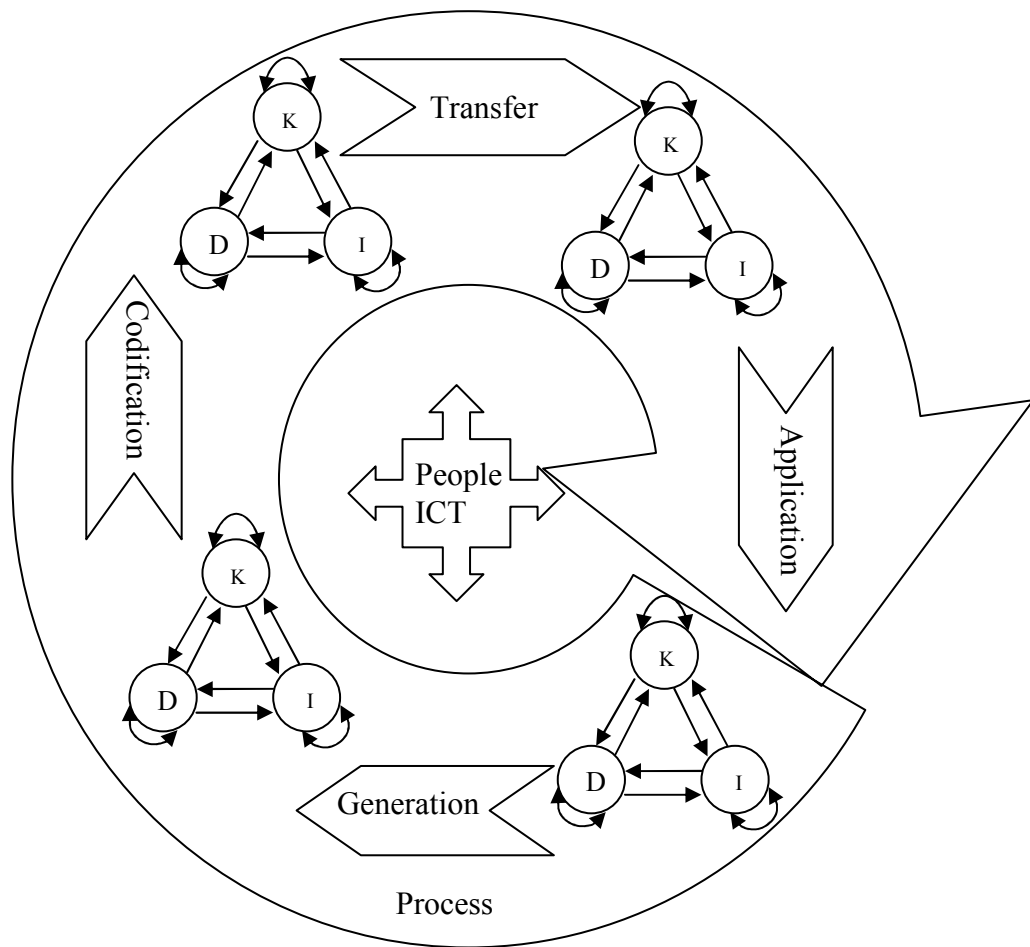 K
Transfer
K
D
I
D
I
Codification
Application
People
ICT
K
D
I
K
D
I
Generation
Process